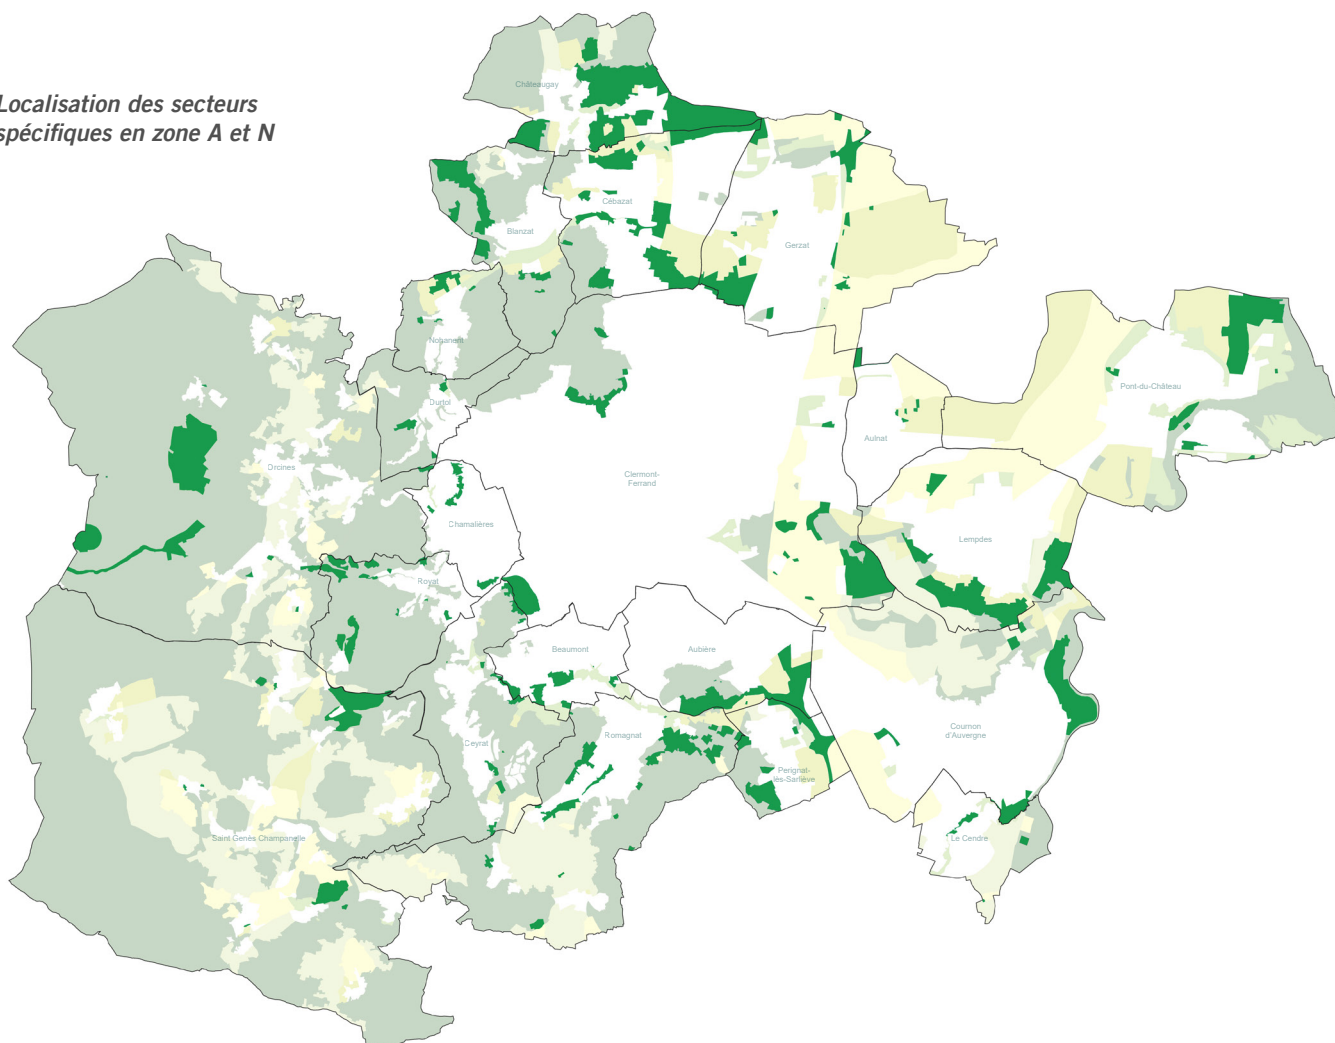 Localisation des secteurs
spécifiques en zone A et N
Châteaugay
Cébazat
Blanzat
Gerzat
Nohanent
Pont-du-Château
Durtol
Aulnat
Orcines
Clermont-
Ferrand
Chamalières
Lempdes
Royat
Beaumont
Aubière
Ceyrat
Romagnat
Cournon
d'Auvergne
Perignat-
lès-Sarliève
Saint Genès Champanelle
Le Cendre